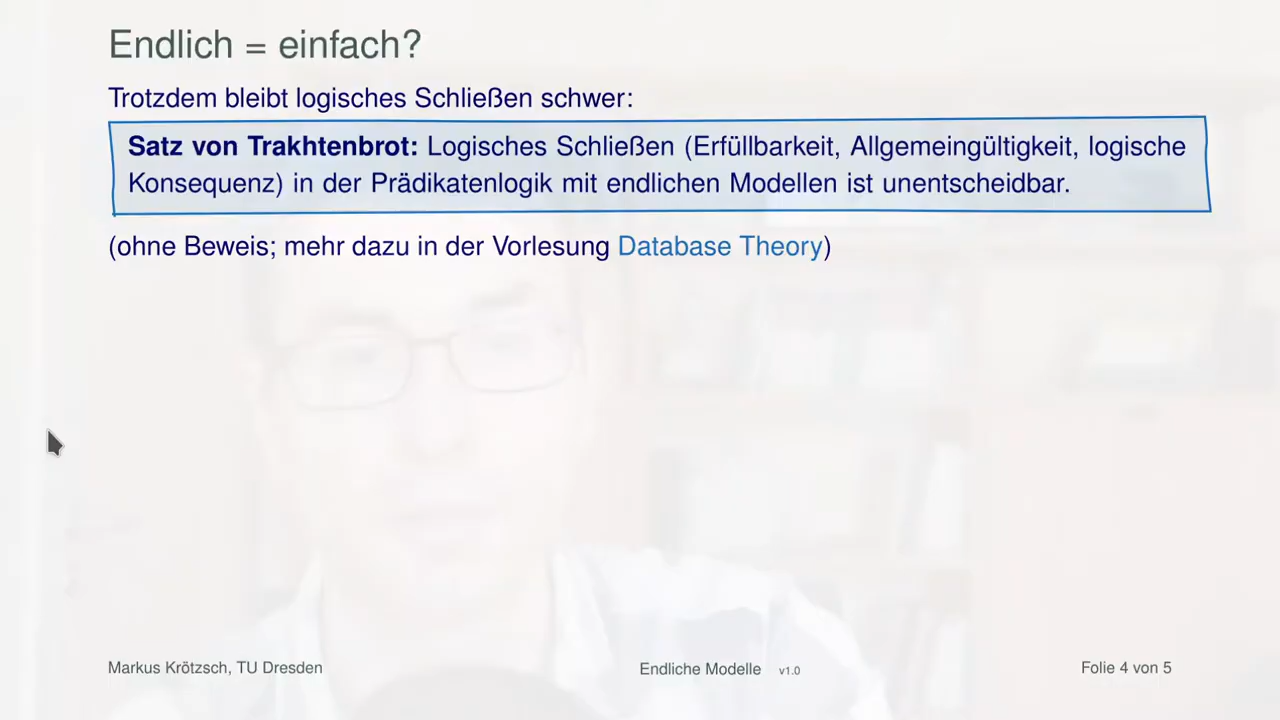 Endlich = einfach?
Trotzdem bleibt logisches Schließen schwer:
Satz von Trakhtenbrot: Logisches Schließen (Erfüllbarkeit, Allgemeingültigkeit, logische
Konsequenz) in der Prädikatenlogik mit endlichen Modellen ist unentscheidbar.
(ohne Beweis; mehr dazu in der Vorlesung Database Theory)
Markus Krötzsch, TU Dresden
Endliche Modelle v1.0
Folie 4 von 5